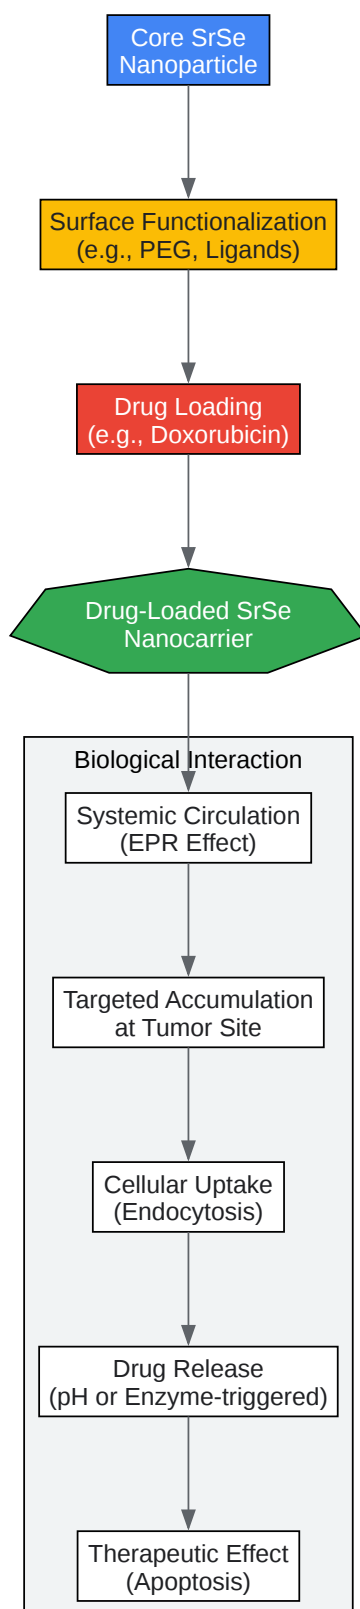 Core SrSe
Nanoparticle
Surface Functionalization
(e.g., PEG, Ligands)
Drug Loading
(e.g., Doxorubicin)
Drug-Loaded SrSe
Nanocarrier
Biological Interaction
Systemic Circulation
(EPR Effect)
Targeted Accumulation
at Tumor Site
Cellular Uptake
(Endocytosis)
Drug Release
(pH or Enzyme-triggered)
Therapeutic Effect
(Apoptosis)